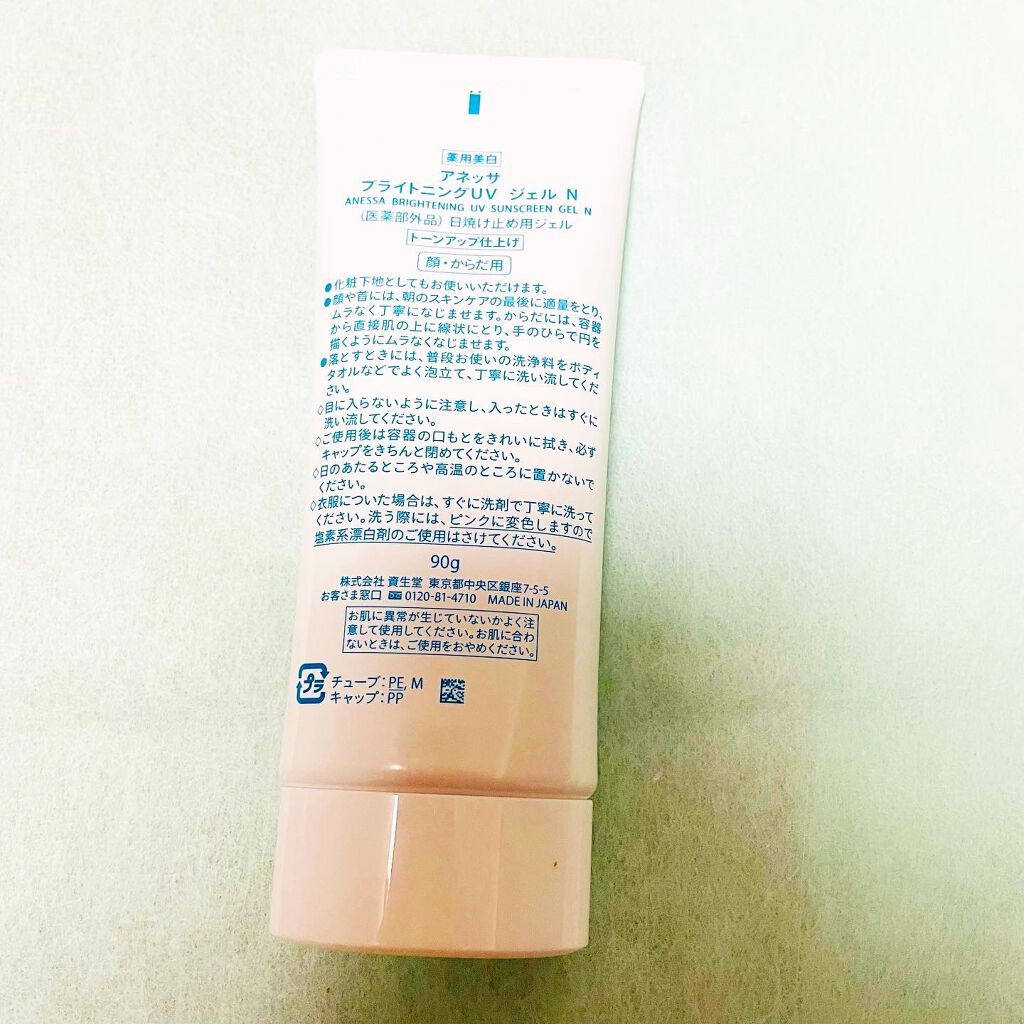 薬用美白
アネッサ
ブライトニングUV ジェル N
ANESSA BRIGHTENING UV SUNSCREEN GEL N
(医薬部外品) 日焼け止め用ジェル
トーンアップ仕上げ
顔・からだ用
●化粧下地としてもお使いいただけます。
●顔や首には、朝のスキンケアの最後に適量をとり、
ムラなく丁寧になじませます。からだには、容器
から直接肌の上に線状にとり、手のひらで円を
描くようにムラなくなじませます。
●落とすときには、普段お使いの洗浄料をボディ
タオルなどでよく泡立て、丁寧に洗い流してくだ
さい。
◇目に入らないように注意し、入ったときはすぐに
洗い流してください。
◇ご使用後は容器の口もとをきれいに拭き、必ず
キャップをきちんと閉めてください。
◇日のあたるところや高温のところに置かないで
ください。
◇衣服についた場合は、すぐに洗剤で丁寧に洗って
ください。洗う際には、ピンクに変色しますので
塩素系漂白剤のご使用はさけてください。
90g
株式会社 資生堂 東京都中央区銀座7-5-5
お客さま窓口 0120-81-4710 MADE IN JAPAN
お肌に異常が生じていないかよく注
意して使用してください。お肌に合わ
ないときは、ご使用をおやめください。
プラ チューブ:PE, M
キャップ:PP